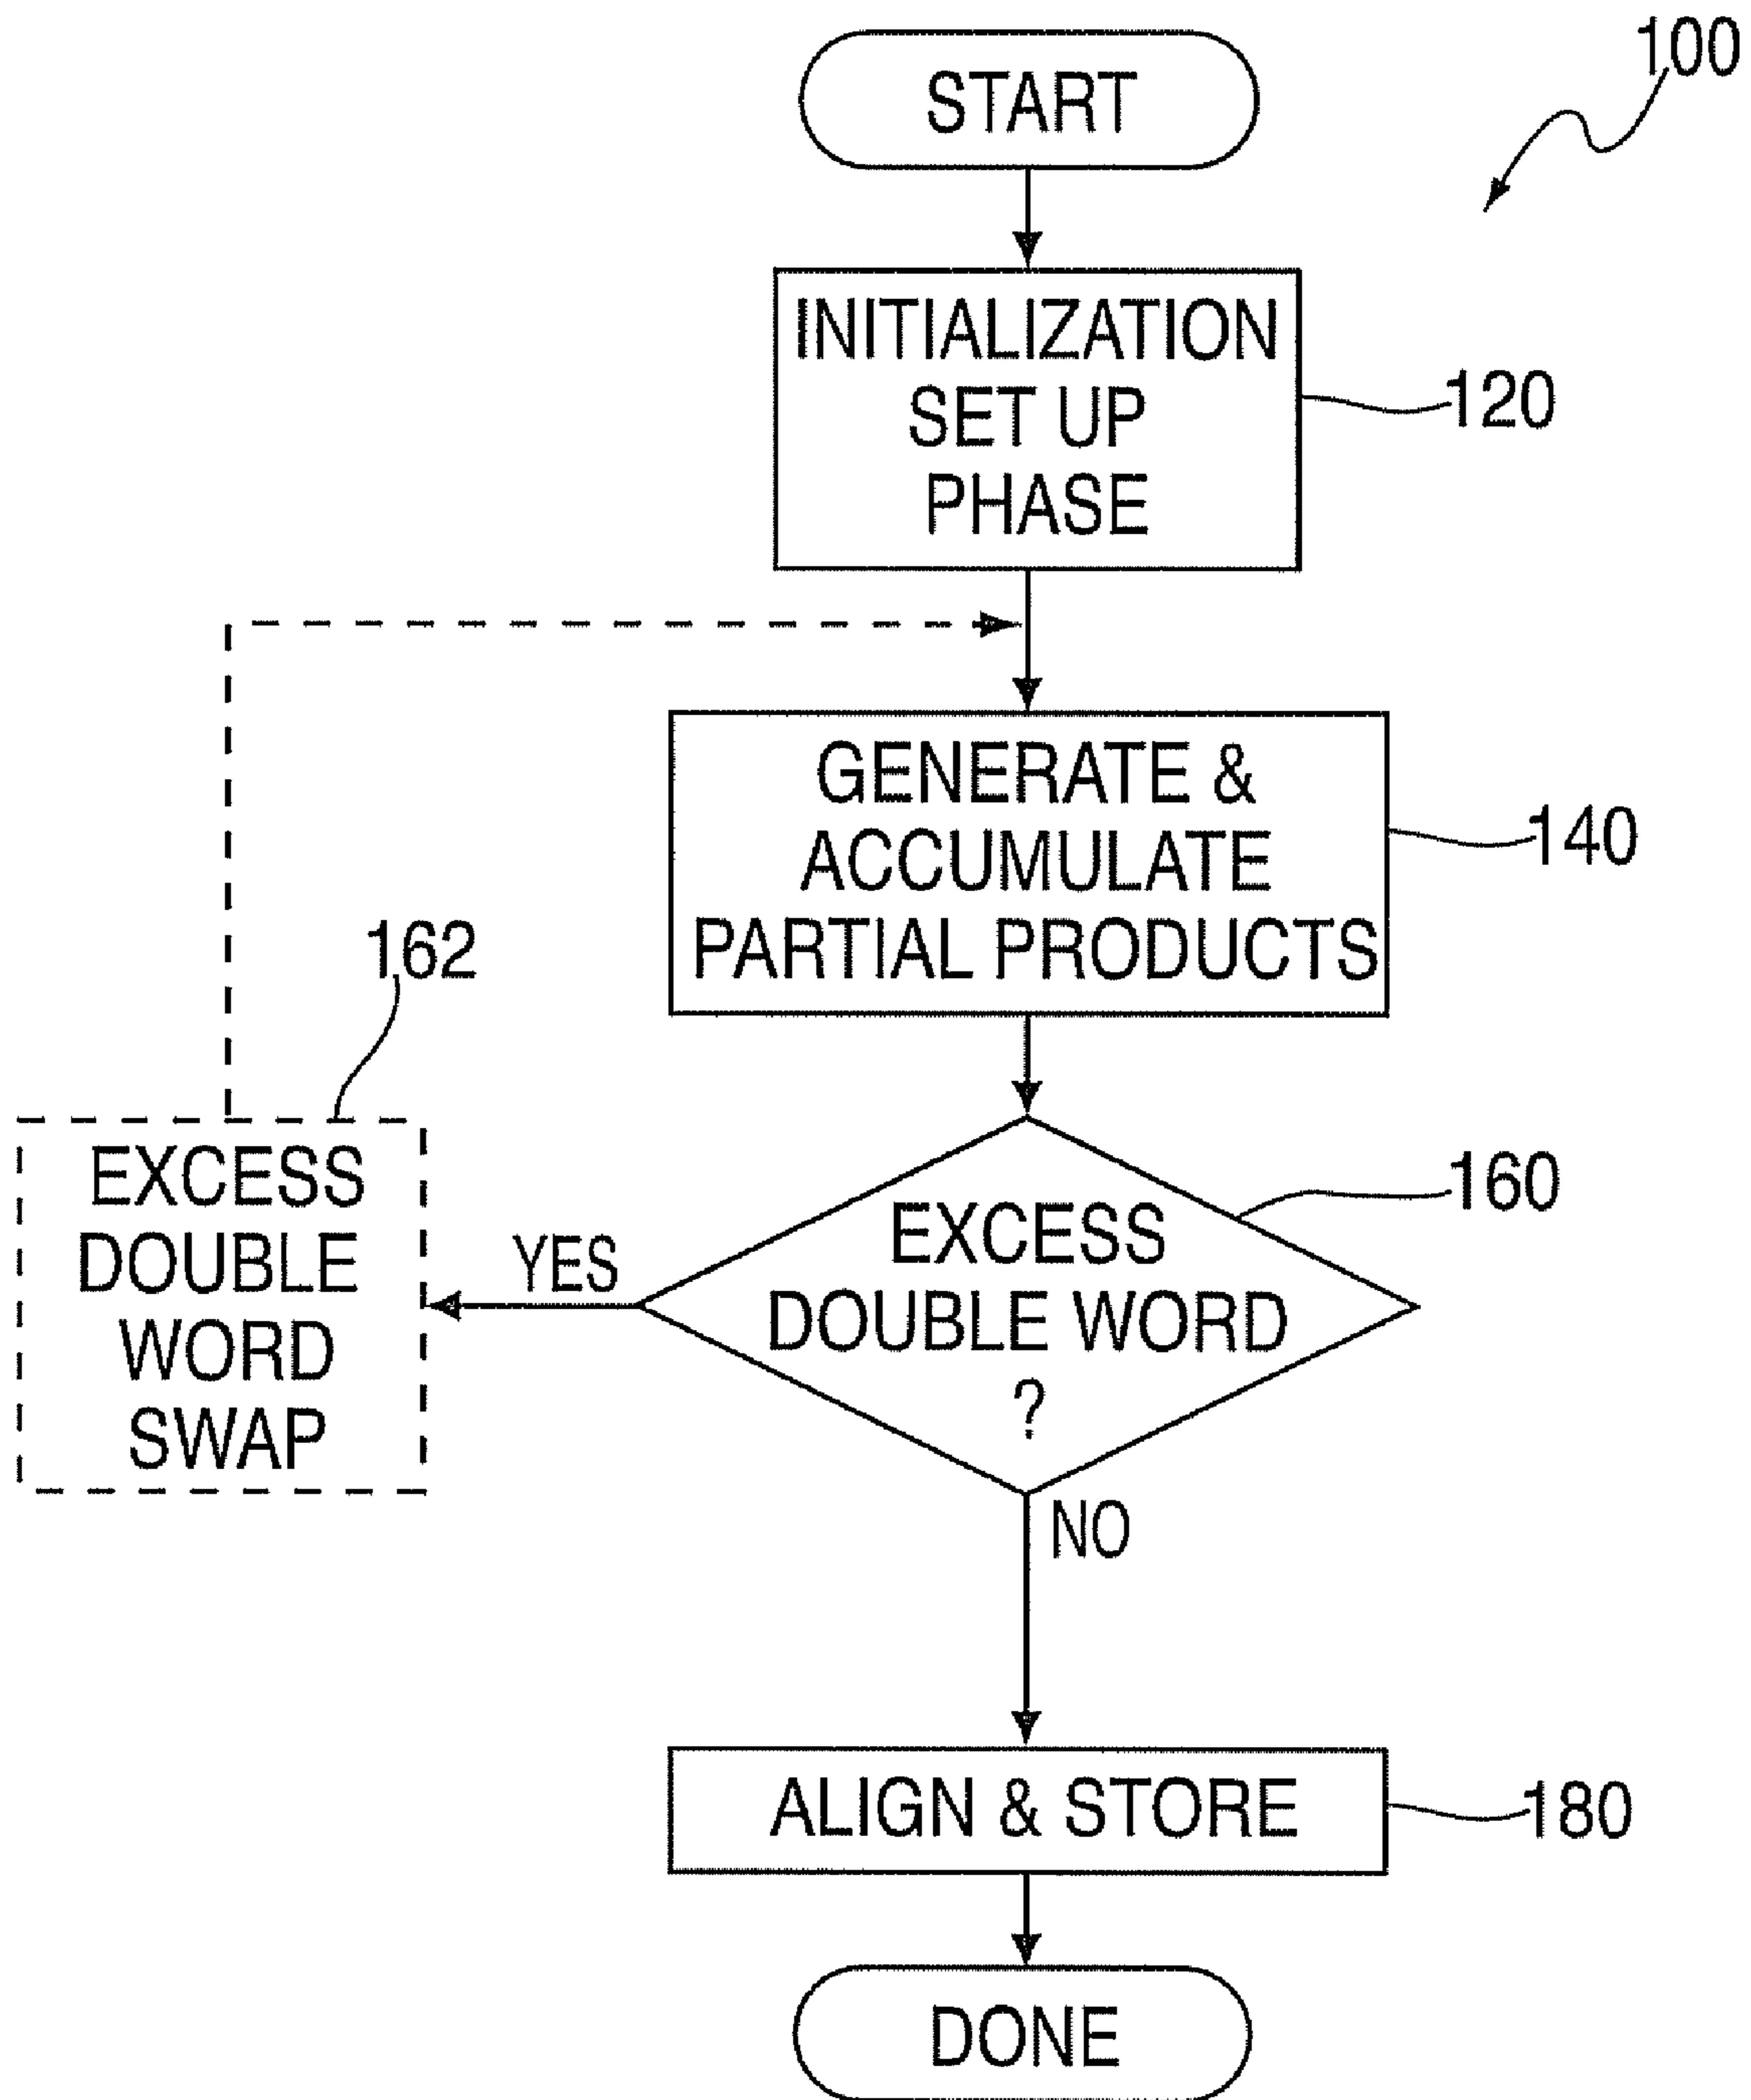 START
100
INITIALIZATION
SET UP
PHASE
120
GENERATE &
ACCUMULATE
PARTIAL PRODUCTS
140
162
EXCESS
DOUBLE
WORD
SWAP
YES
EXCESS
DOUBLE WORD
?
160
NO
ALIGN & STORE
180
DONE